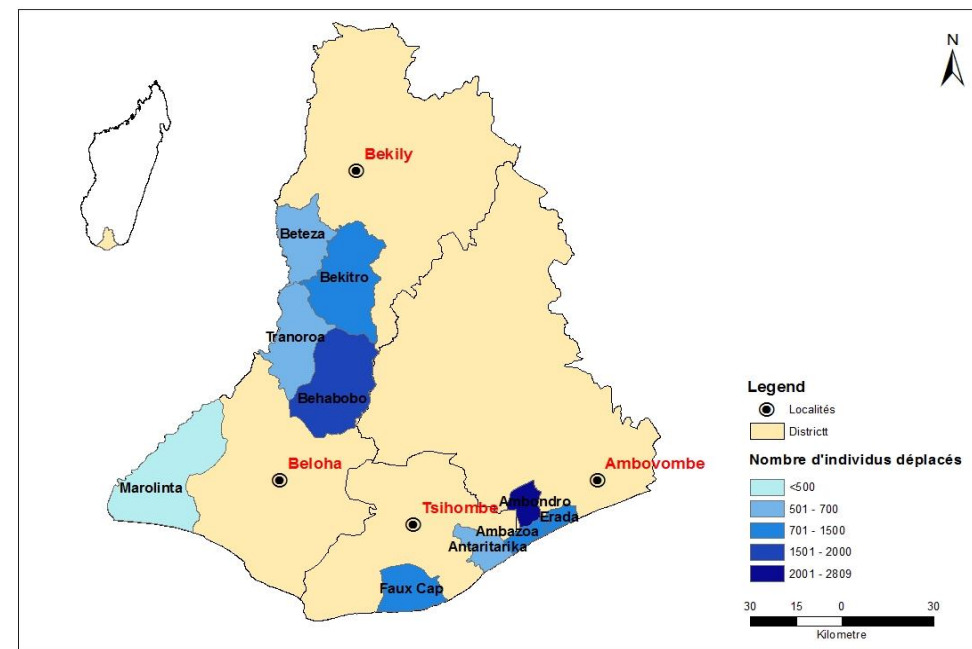 N
Bekily
Beteza
Bekitro
Tranoroa
Behabobo
Marolinta
Beloha
Ambovombe
Tsihombe
Ambondro
Erada
Ambazoa
Antaritarika
Faux Cap
Legend
Localités
Districtt
Nombre d'individus déplacés
<500
501 - 700
701 - 1500
1501 - 2000
2001 - 2809
30 15 0 30
Kilometre